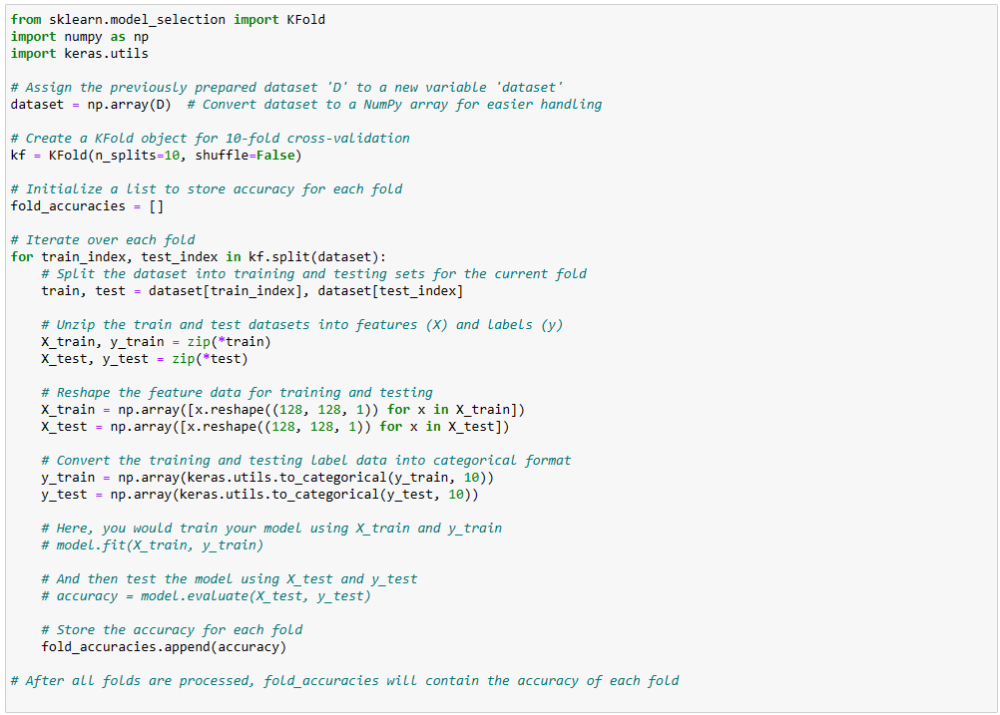 from sklearn.model_selection import KFold
import numpy as np
import keras.utils

# Assign the previously prepared dataset 'D' to a new variable 'dataset'
dataset = np.array(D)  # Convert dataset to a NumPy array for easier handling

# Create a KFold object for 10-fold cross-validation
kf = KFold(n_splits=10, shuffle=False)

# Initialize a list to store accuracy for each fold
fold_accuracies = []

# Iterate over each fold
for train_index, test_index in kf.split(dataset):
    # Split the dataset into training and testing sets for the current fold
    train, test = dataset[train_index], dataset[test_index]

    # Unzip the train and test datasets into features (X) and labels (y)
    X_train, y_train = zip(*train)
    X_test, y_test = zip(*test)

    # Reshape the feature data for training and testing
    X_train = np.array([x.reshape((128, 128, 1)) for x in X_train])
    X_test = np.array([x.reshape((128, 128, 1)) for x in X_test])

    # Convert the training and testing label data into categorical format
    y_train = np.array(keras.utils.to_categorical(y_train, 10))
    y_test = np.array(keras.utils.to_categorical(y_test, 10))

    # Here, you would train your model using X_train and y_train
    # model.fit(X_train, y_train)

    # And then test the model using X_test and y_test
    # accuracy = model.evaluate(X_test, y_test)

    # Store the accuracy for each fold
    fold_accuracies.append(accuracy)

# After all folds are processed, fold_accuracies will contain the accuracy of each fold